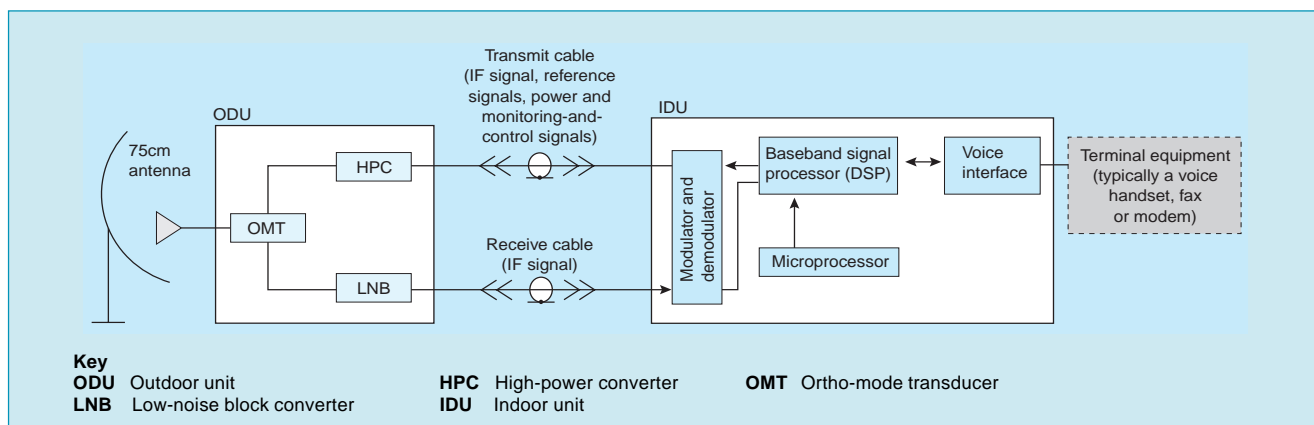 Transmit cable
(IF signal, reference
signals, power and
monitoring-and-
control signals)
ODU
IDU
75cm
antenna
HPC
OMT
LNB
Receive cable
(IF signal)
Modulator and
demodulator
Baseband signal
processor (DSP)
Microprocessor
Voice
interface
Terminal equipment
(typically a voice
handset, fax
or modem)
Key
ODU Outdoor unit
HPC High-power converter
OMT Ortho-mode transducer
LNB Low-noise block converter
IDU Indoor unit